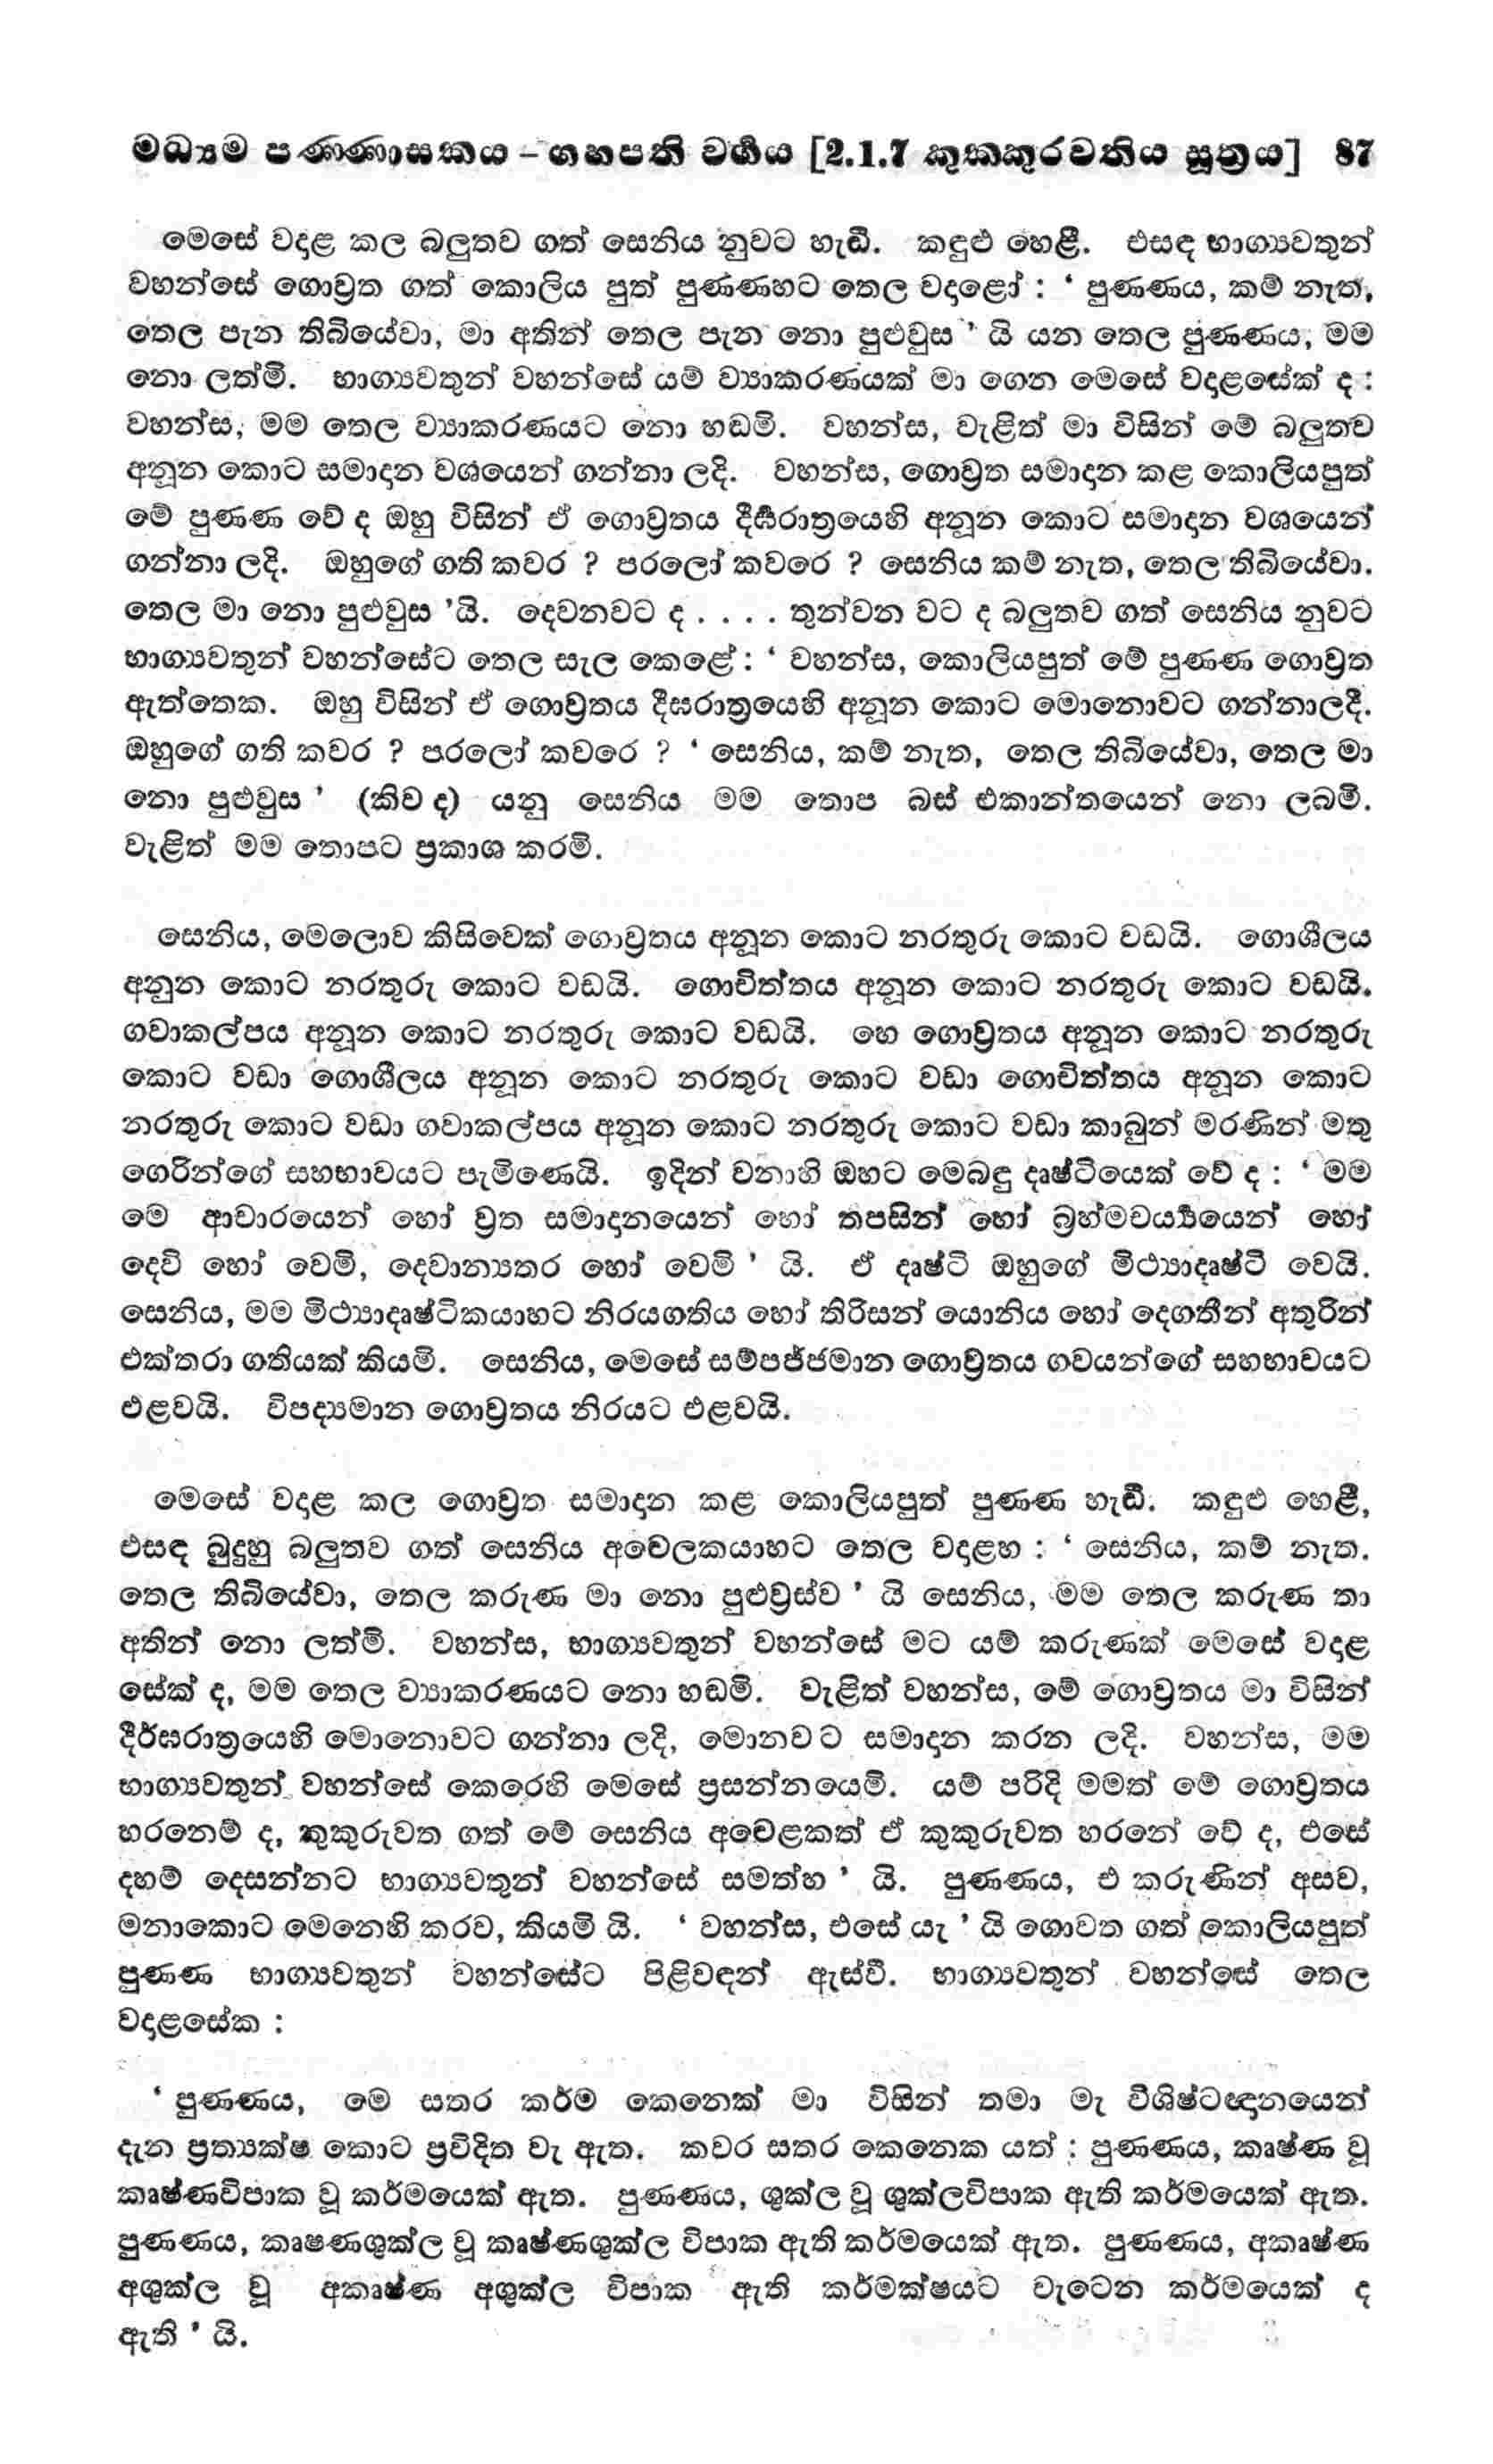 මධ්‍යම පණ්ණාසකය – ගහපති වර්‍ගය [2.1.7 කුක්කුරවතිය සූත්‍රය] 87
මෙසේ වදාළ කල බලුතව ගත් සෙනිය නුවට හැඬී. කඳුළු හෙළී. එසඳ භාග්‍යවතුන්
වහන්සේ ගොව්‍රත ගත් කොලිය පුත් පුණ්ණහට තෙල වදාළෝ : ‘ පුණ්ණය, කම් නැත,
තෙල පැන තිබියේවා, මා අතින් තෙල පැන නො පුළුවුස ’ යි යන තෙල පුණ්ණය, මම
නො ලත්මි. භාග්‍යවතුන් වහන්සේ යම් ව්‍යාකරණයක් මා ගෙන මෙසේ වදාළසේක් ද :
වහන්ස, මම තෙල ව්‍යාකරණයට නො හඬමි. වහන්ස, වැළිත් මා විසින් මේ බලුතව
අනූන කොට සමාදාන වශයෙන් ගන්නා ලදි. වහන්ස, ගොව්‍රත සමාදාන කළ කොලියපුත්
මේ පුණ්ණ වේ ද ඔහු විසින් ඒ ගොව්‍රතය දීර්‍ඝරාත්‍රයෙහි අනූන කොට සමාදාන වශයෙන්
ගන්නා ලදි. ඔහුගේ ගති කවර ? පරලෝ කවරෙ ? සෙනිය කම් නැත, තෙල තිබියේවා.
තෙල මා නො පුළුවුස ’යි. දෙවනවට ද . . . . තුන්වන වට ද බලුතව ගත් සෙනිය නුවට
භාග්‍යවතුන් වහන්සේට තෙල සැල කෙළේ : ‘ වහන්ස, කොලියපුත් මේ පුණ්ණ ගොව්‍රත
ඇත්තෙක. ඔහු විසින් ඒ ගොව්‍රතය දීඝරාත්‍රයෙහි අනූන කොට මොනොවට ගන්නාලදී.
ඔහුගේ ගති කවර ? පරලෝ කවරෙ ? ‘ සෙනිය, කම් නැත, තෙල තිබියේවා, තෙල මා
නො පුළුවුස ’ (කිව ද) යනු සෙනිය මම තොප බස් එකාන්තයෙන් නො ලබමි.
වැළිත් මම තොපට ප්‍රකාශ කරමි.
සෙනිය, මෙලොව කිසිවෙක් ගොව්‍රතය අනූන කොට නරතුරු කොට වඩයි. ගොශීලය
අනුන කොට නරතුරු කොට වඩයි. ගොචිත්තය අනූන කොට නරතුරු කොට වඩයි.
ගවාකල්පය අනූන කොට නරතුරු කොට වඩයි. හෙ ගොව්‍රතය අනූන කොට නරතුරු
කොට වඩා ගොශීලය අනූන කොට නරතුරු කොට වඩා ගොචිත්තය අනූන කොට
නරතුරු කොට වඩා ගවාකල්පය අනූන කොට නරතුරු කොට වඩා කාබුන් මරණින් මතු
ගෙරින්ගේ සහභාවයට පැමිණෙයි. ඉදින් වනාහි ඔහට මෙබඳු දෘෂ්ටියෙක් වේ ද : ‘ මම
මෙ ආචාරයෙන් හෝ ව්‍රත සමාදානයෙන් හෝ තපසින් හෝ බ්‍රහ්මචර්‍ය්‍යයෙන් හෝ
දෙවි හෝ වෙමි, දෙවාන්‍යතර හෝ වෙමි ’ යි. ඒ දෘෂ්ටි ඔහුගේ මිථ්‍යාදෘෂ්ටි වෙයි.
සෙනිය, මම මිථ්‍යාදෘෂ්ටිකයාහට නිරයගතිය හෝ තිරිසන් යොනිය හෝ දෙගතීන් අතුරින්
එක්තරා ගතියක් කියමි. සෙනිය, මෙසේ සම්පජ්ජමාන ගොව්‍රතය ගවයන්ගේ සහභාවයට
එළවයි. විපද්‍යමාන ගොව්‍රතය නිරයට එළවයි.
මෙසේ වදාළ කල ගොව්‍රත සමාදාන කළ කොලියපුත් පුණ්ණ හැඬී. කඳුළු හෙළී,
එසඳ බුදුහු බලුතව ගත් සෙනිය අචෙලකයාහට තෙල වදාළහ : ‘ සෙනිය, කම් නැත.
තෙල තිබියේවා, තෙල කරුණ මා නො පුළුවුස්ව ’ යි සෙනිය, මම තෙල කරුණ තා
අතින් නො ලත්මි. වහන්ස, භාග්‍යවතුන් වහන්සේ මට යම් කරුණක් මෙසේ වදාළ
සේක් ද, මම තෙල ව්‍යාකරණයට නො හඬමි. වැළිත් වහන්ස, මේ ගොව්‍රතය මා විසින්
දීර්ඝරාත්‍රයෙහි මොනොවට ගන්නා ලදි, මොනවට සමාදාන කරන ලදි. වහන්ස, මම
භාග්‍යවතුන් වහන්සේ කෙරෙහි මෙසේ ප්‍රසන්නයෙමි. යම් පරිදි මමත් මේ ගොව්‍රතය
හරනෙම් ද, කුකුරුවත ගත් මේ සෙනිය අචෙළකත් ඒ කුකුරුවත හරනේ වේ ද, එසේ
දහම් දෙසන්නට භාග්‍යවතුන් වහන්සේ සමත්හ ’ යි. පුණ්ණය, එ කරුණින් අසව,
මනාකොට මෙනෙහි කරව, කියමි යි. ‘ වහන්ස, එසේ යැ ’ යි ගොවත ගත් කොලියපුත්
පුණ්ණ භාග්‍යවතුන් වහන්සේට පිළිවඳන් ඇස්වී. භාග්‍යවතුන් වහන්සේ තෙල
වදාළසේක :
‘ පුණ්ණය, මෙ සතර කර්ම කෙනෙක් මා විසින් තමා මැ විශිෂ්ටඥානයෙන්
දැන ප්‍රත්‍යක්ෂ කොට ප්‍රවිදිත වැ ඇත. කවර සතර කෙනෙක යත් : පුණ්ණය, කෘෂ්ණ වූ
කෘෂ්ණවිපාක වූ කර්මයෙක් ඇත. පුණ්ණය, ශුක්ල වූ ශුක්ලවිපාක ඇති කර්මයෙක් ඇත.
පුණ්ණය, කෘෂණශුක්ල වූ කෘෂ්ණශුක්ල විපාක ඇති කර්මයෙක් ඇත. පුණ්ණය, අකෘෂ්ණ
අශුක්ල වූ අකෘෂ්ණ අශුක්ල විපාක ඇති කර්මක්ෂයට වැටෙන කර්මයෙක් ද
ඇති ’ යි.